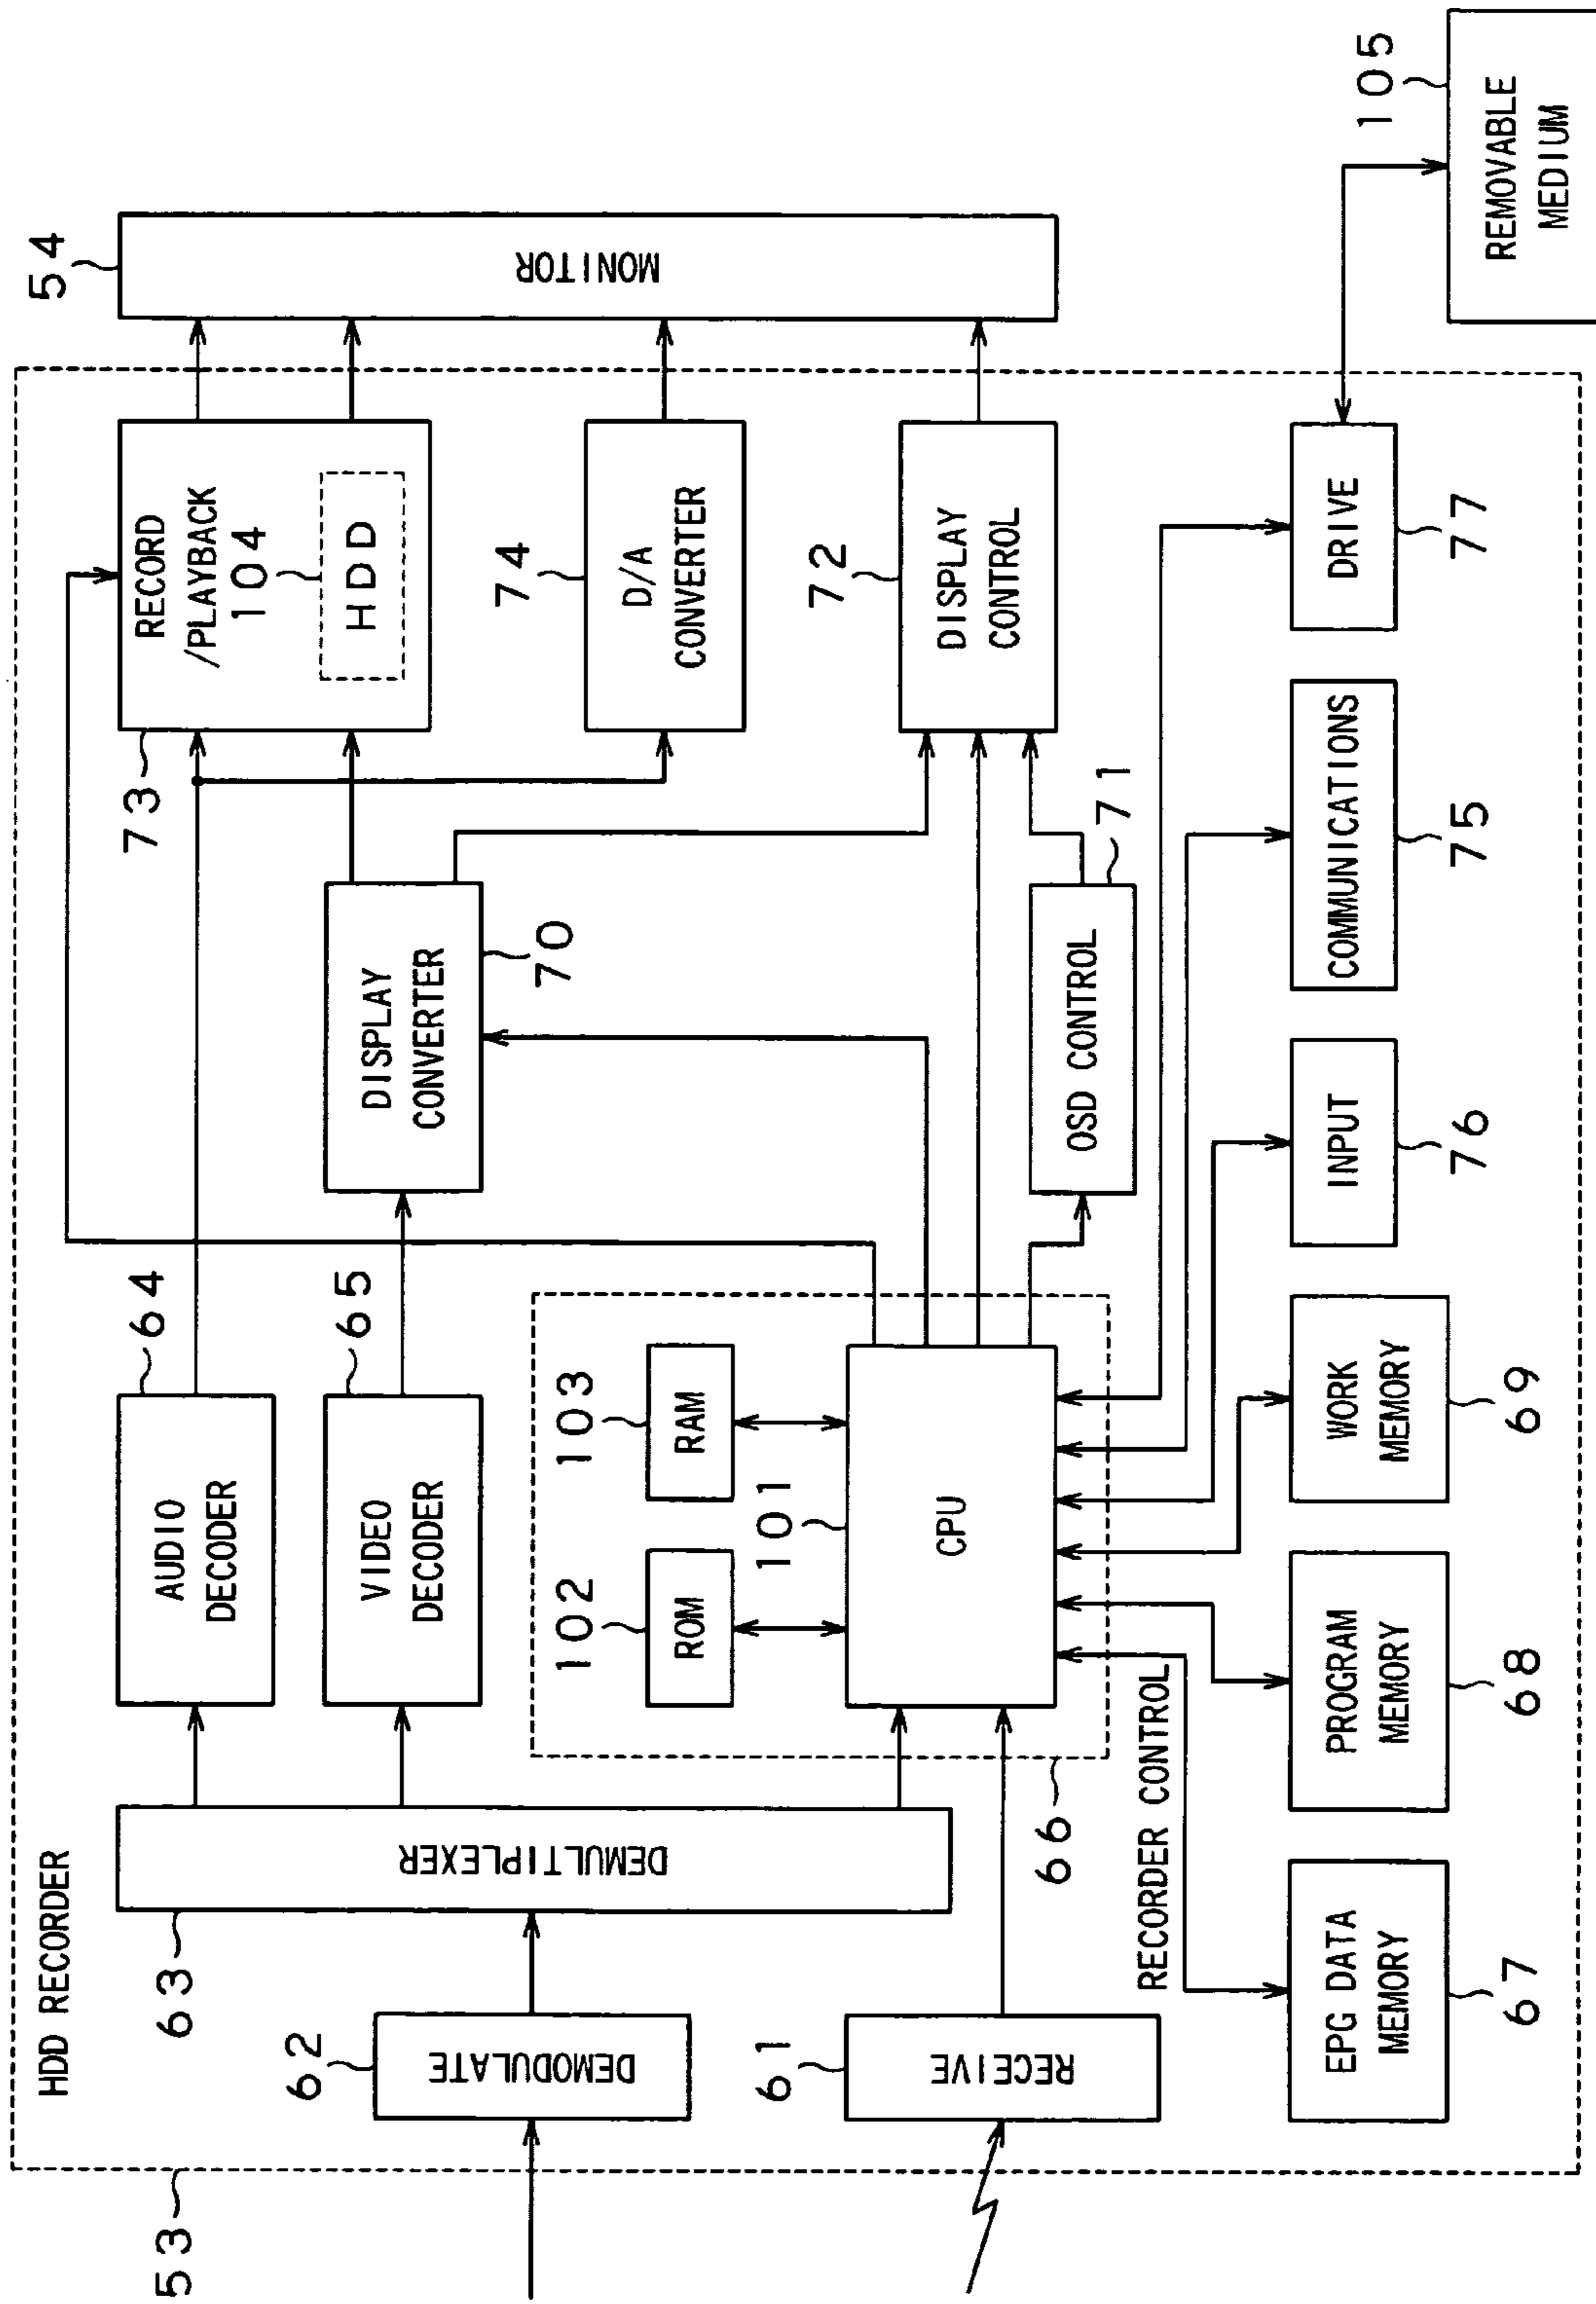 HDD RECORDER
53
63
64
65
73
54
AUDIO
DECODER
VIDEO
DECODER
RECORD
/PLAYBACK
104
HDD
MONITOR
DEMULTIPLEXER
DISPLAY
CONVERTER
70
62
DEMODULATE
102
ROM
103
RAM
101
CPU
74
D/A
CONVERTER
61
RECEIVE
66
72
DISPLAY
CONTROL
71
OSD CONTROL
RECORDER CONTROL
EPG DATA
MEMORY
67
PROGRAM
MEMORY
68
WORK
MEMORY
69
INPUT
76
COMMUNICATIONS
75
DRIVE
77
105
REMOVABLE
MEDIUM